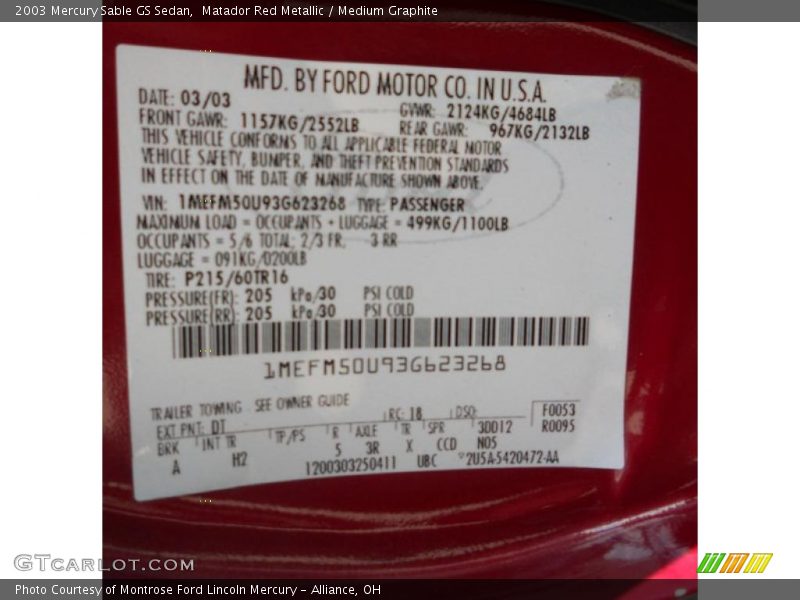 2003 Mercury Sable GS Sedan,  Matador Red Metallic / Medium Graphite
MFD. BY FORD MOTOR CO. IN U.S.A.
DATE: 03/03 GVWR: 2124KG/4684LB
FRONT GAWR: 1157KG/2552LB REAR GAWR: 967KG/2132LB
THIS VEHICLE CONFORMS TO ALL APPLICABLE FEDERAL MOTOR
VEHICLE SAFETY, BUMPER, AND THEFT PREVENTION STANDARDS
IN EFFECT ON THE DATE OF MANUFACTURE SHOWN ABOVE.
VIN: 1MEFM50U93G623268 TYPE: PASSENGER
MAXIMUM LOAD = OCCUPANTS + LUGGAGE = 499KG/1100LB
OCCUPANTS = 5/6 TOTAL; 2/3 FR, 3 RR
LUGGAGE = 091KG/0200LB
TIRE: P215/60TR16
PRESSURE(FR): 205 kPa/30 PSI COLD
PRESSURE(RR): 205 kPa/30 PSI COLD
1MEFM50U93G623268
TRAILER TOWING SEE OWNER GUIDE
EXT PNT: DT RC: 18 DSO: F0053
BRK INT TR TP/PS R AXLE TR SPR 30D12 R0095
A H2 5 3R X CCD N05
1200303250411 UBC *2U5A-5420472-AA
GTCARLOT.COM
Photo Courtesy of Montrose Ford Lincoln Mercury - Alliance, OH